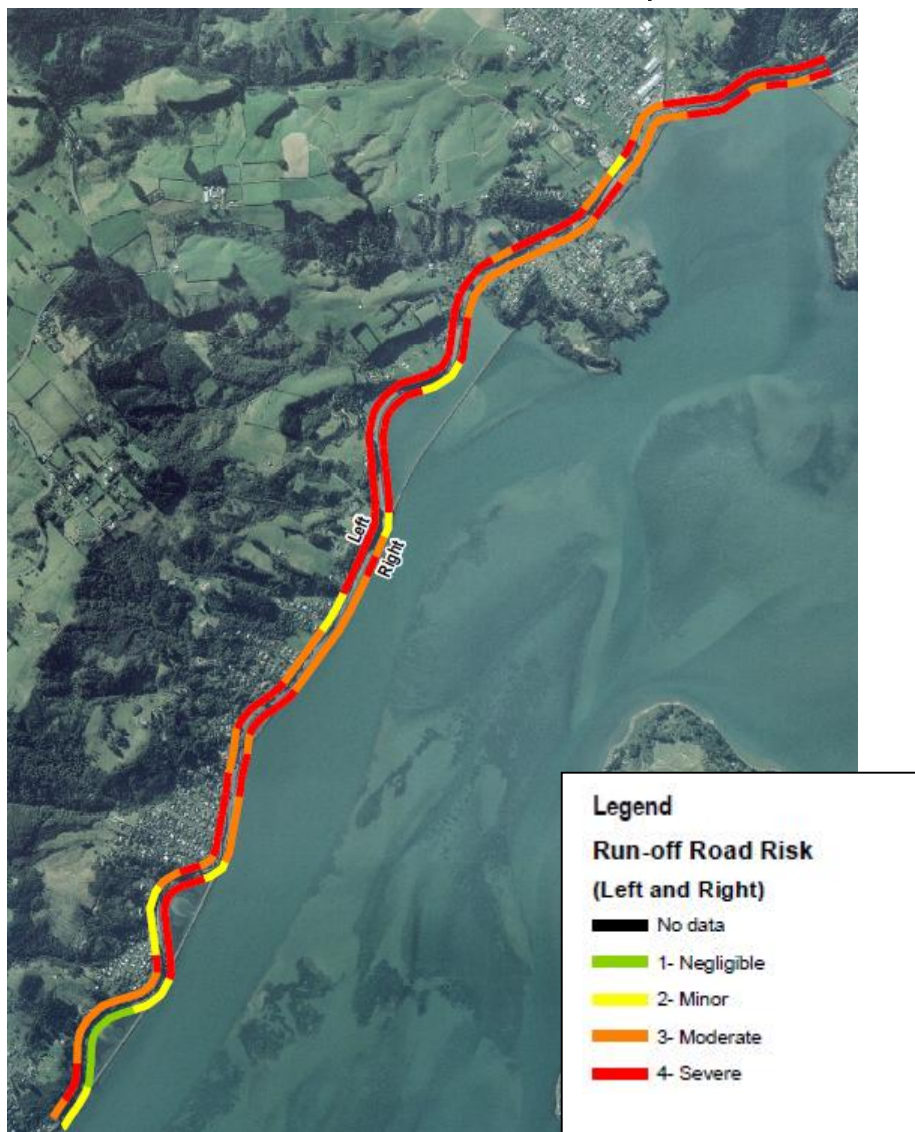 Left
Right
Legend
Run-off Road Risk
(Left and Right)
No data
1- Negligible
2- Minor
3- Moderate
4- Severe